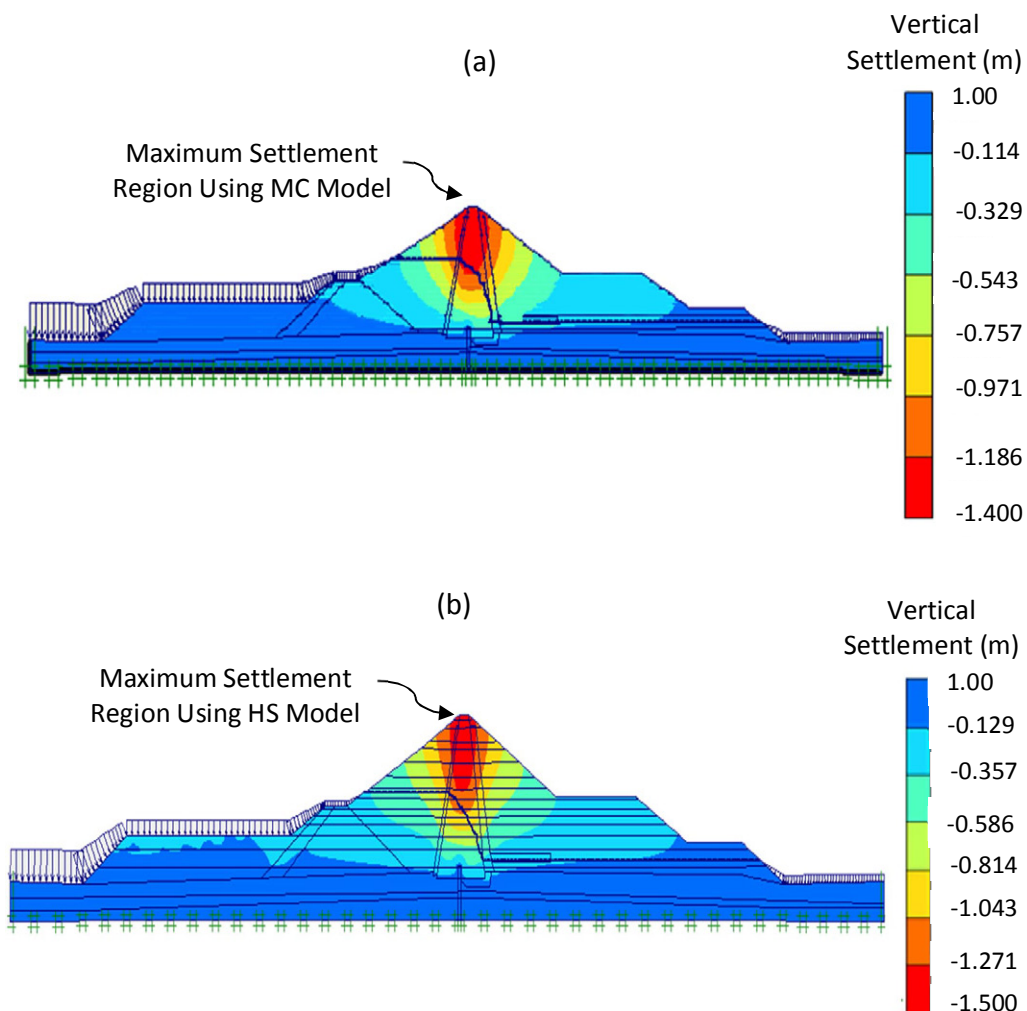 (a)
Vertical
Settlement (m)
Maximum Settlement
Region Using MC Model
1.00
-0.114
-0.329
-0.543
-0.757
-0.971
-1.186
-1.400
(b)
Vertical
Settlement (m)
Maximum Settlement
Region Using HS Model
1.00
-0.129
-0.357
-0.586
-0.814
-1.043
-1.271
-1.500